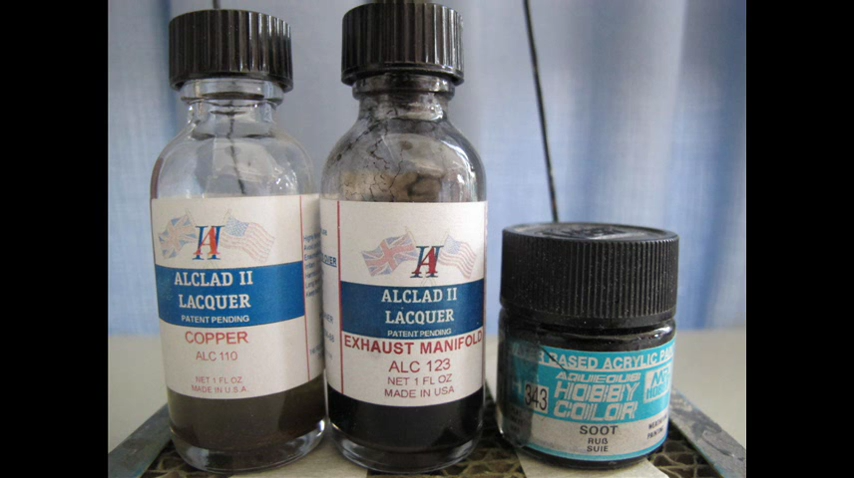 ALCLAD II
LACQUER
PATENT PENDING
COPPER
ALC 110
NET 1 FL OZ
MADE IN U.S.A.
ALCLAD II
LACQUER
PATENT PENDING
EXHAUST MANIFOLD
ALC 123
NET 1 FL OZ
MADE IN USA
BASED ACRYLIC
AQUEOUS
HOBBY
COLOR
343
SOOT
RUß
SUIE